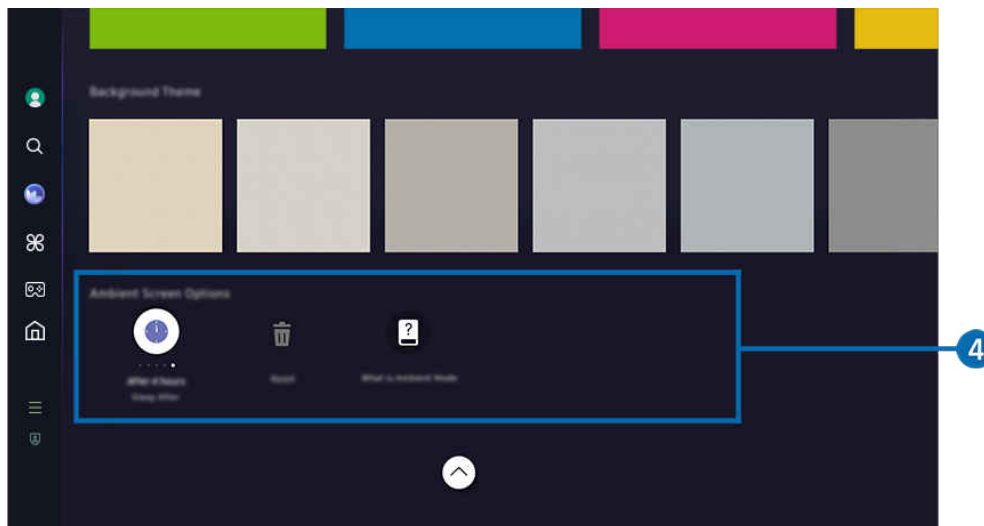 Background Theme
Ambient Screen Options
?
After 4 hours
Reset
What is Ambient Mode
Sleep After
4